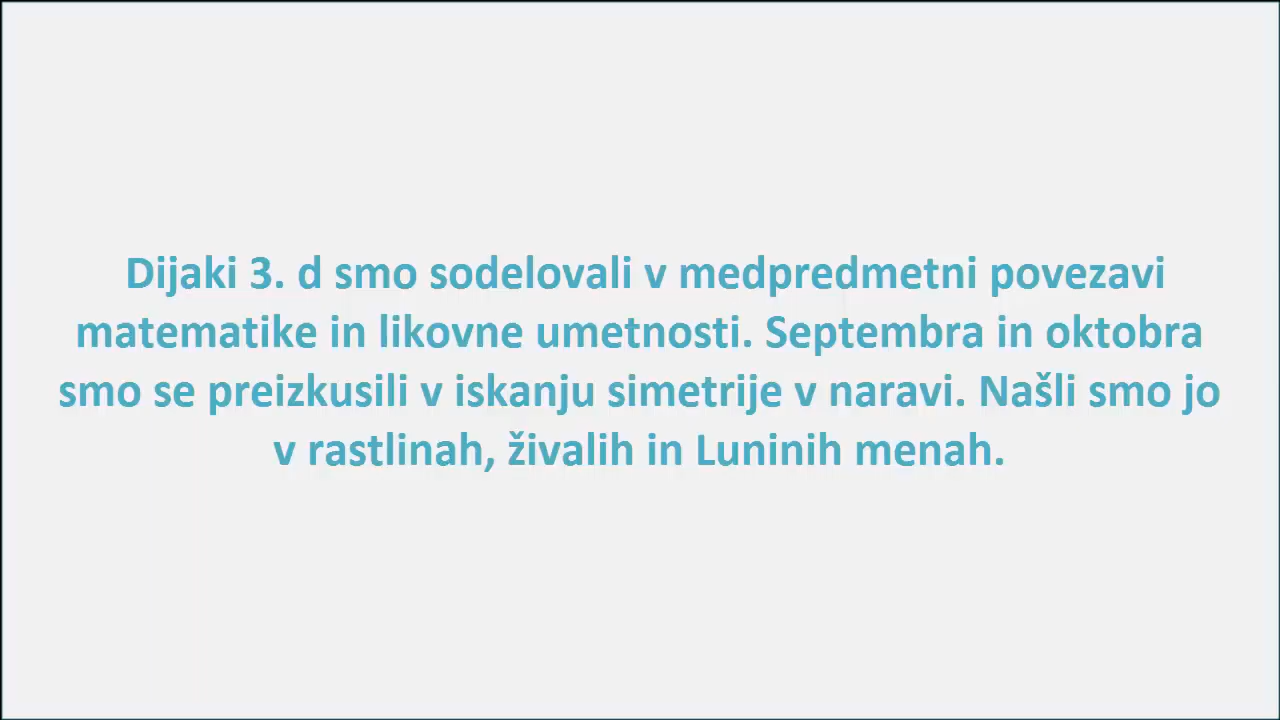 Dijaki 3. d smo sodelovali v medpredmetni povezavi
matematike in likovne umetnosti. Septembra in oktobra
smo se preizkusili v iskanju simetrije v naravi. Našli smo jo
v rastlinah, živalih in Luninih menah.